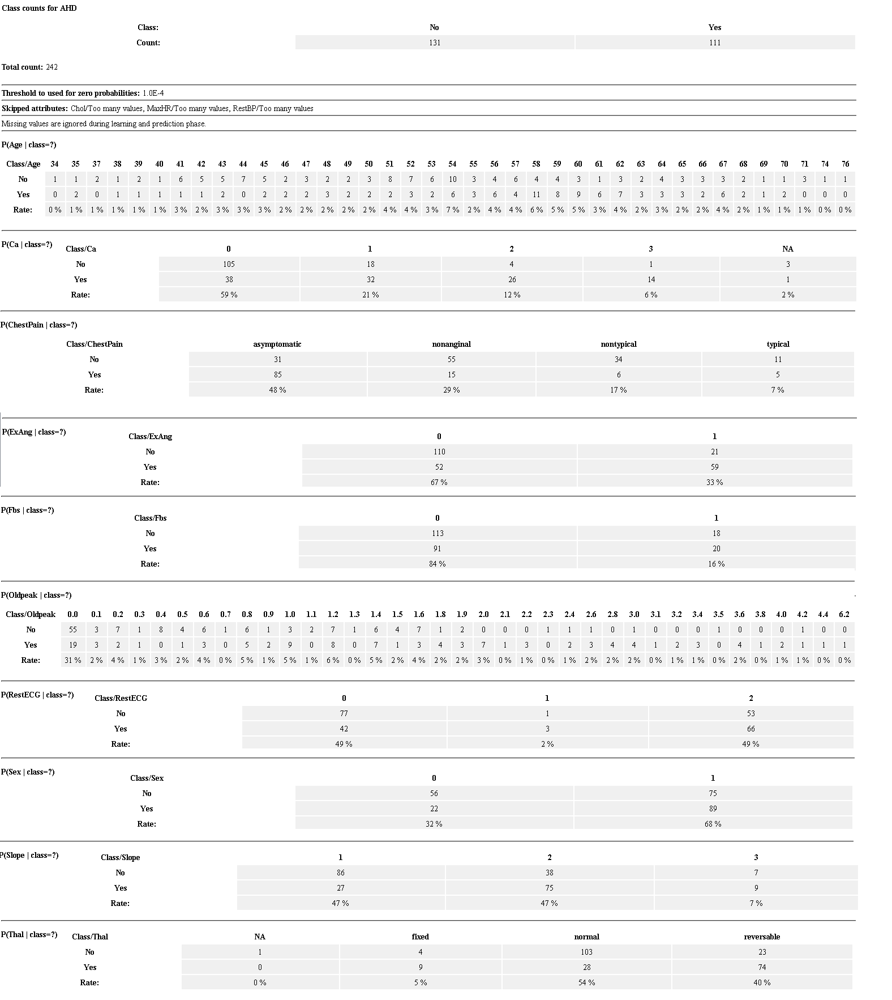 Class counts for AHD
Class: No Yes
Count: 131 111
Total count: 242
Threshold to used for zero probabilities: 1.0E-4
Skipped attributes: Chol/Too many values, MaxHR/Too many values, RestBP/Too many values
Missing values are ignored during learning and prediction phase.
P(Age | class=?)
Class/Age 34 35 37 38 39 40 41 42 43 44 45 46 47 48 49 50 51 52 53 54 55 56 57 58 59 60 61 62 63 64 65 66 67 68 69 70 71 74 76
No 1 1 2 1 2 1 6 5 5 7 5 2 3 2 2 3 8 7 6 10 3 4 6 4 4 3 1 3 2 4 3 3 3 2 1 1 3 1 1
Yes 0 2 0 1 1 1 1 1 2 0 2 2 2 3 2 2 2 3 2 6 3 6 4 11 8 9 6 7 3 3 3 2 6 2 1 2 0 0 0
Rate: 0 % 1 % 1 % 1 % 1 % 1 % 3 % 2 % 3 % 3 % 3 % 2 % 2 % 2 % 2 % 2 % 4 % 4 % 3 % 7 % 2 % 4 % 4 % 6 % 5 % 5 % 3 % 4 % 2 % 3 % 2 % 2 % 4 % 2 % 1 % 1 % 1 % 0 % 0 %
P(Ca | class=?)
Class/Ca 0 1 2 3 NA
No 105 18 4 1 3
Yes 38 32 26 14 1
Rate: 59 % 21 % 12 % 6 % 2 %
P(ChestPain | class=?)
Class/ChestPain asymptomatic nonanginal nontypical typical
No 31 55 34 11
Yes 85 15 6 5
Rate: 48 % 29 % 17 % 7 %
P(ExAng | class=?)
Class/ExAng 0 1
No 110 21
Yes 52 59
Rate: 67 % 33 %
P(Fbs | class=?)
Class/Fbs 0 1
No 113 18
Yes 91 20
Rate: 84 % 16 %
P(Oldpeak | class=?)
Class/Oldpeak 0.0 0.1 0.2 0.3 0.4 0.5 0.6 0.7 0.8 0.9 1.0 1.1 1.2 1.3 1.4 1.5 1.6 1.8 1.9 2.0 2.1 2.2 2.3 2.4 2.6 2.8 3.0 3.1 3.2 3.4 3.5 3.6 3.8 4.0 4.2 4.4 6.2
No 55 3 7 1 8 4 6 1 6 1 3 2 7 1 6 4 7 1 2 0 0 0 1 1 1 0 1 0 0 0 1 0 0 0 1 0 0
Yes 19 3 2 1 0 1 3 0 5 2 9 0 8 0 7 1 3 4 3 7 1 3 0 2 3 4 4 1 2 3 0 4 1 2 1 1 1
Rate: 31 % 2 % 4 % 1 % 3 % 2 % 4 % 0 % 5 % 1 % 5 % 1 % 6 % 0 % 5 % 2 % 4 % 2 % 2 % 3 % 0 % 1 % 0 % 1 % 2 % 2 % 2 % 0 % 1 % 1 % 0 % 2 % 0 % 1 % 1 % 0 % 0 %
P(RestECG | class=?)
Class/RestECG 0 1 2
No 77 1 53
Yes 42 3 66
Rate: 49 % 2 % 49 %
P(Sex | class=?)
Class/Sex 0 1
No 56 75
Yes 22 89
Rate: 32 % 68 %
P(Slope | class=?)
Class/Slope 1 2 3
No 86 38 7
Yes 27 75 9
Rate: 47 % 47 % 7 %
P(Thal | class=?)
Class/Thal NA fixed normal reversable
No 1 4 103 23
Yes 0 9 28 74
Rate: 0 % 5 % 54 % 40 %